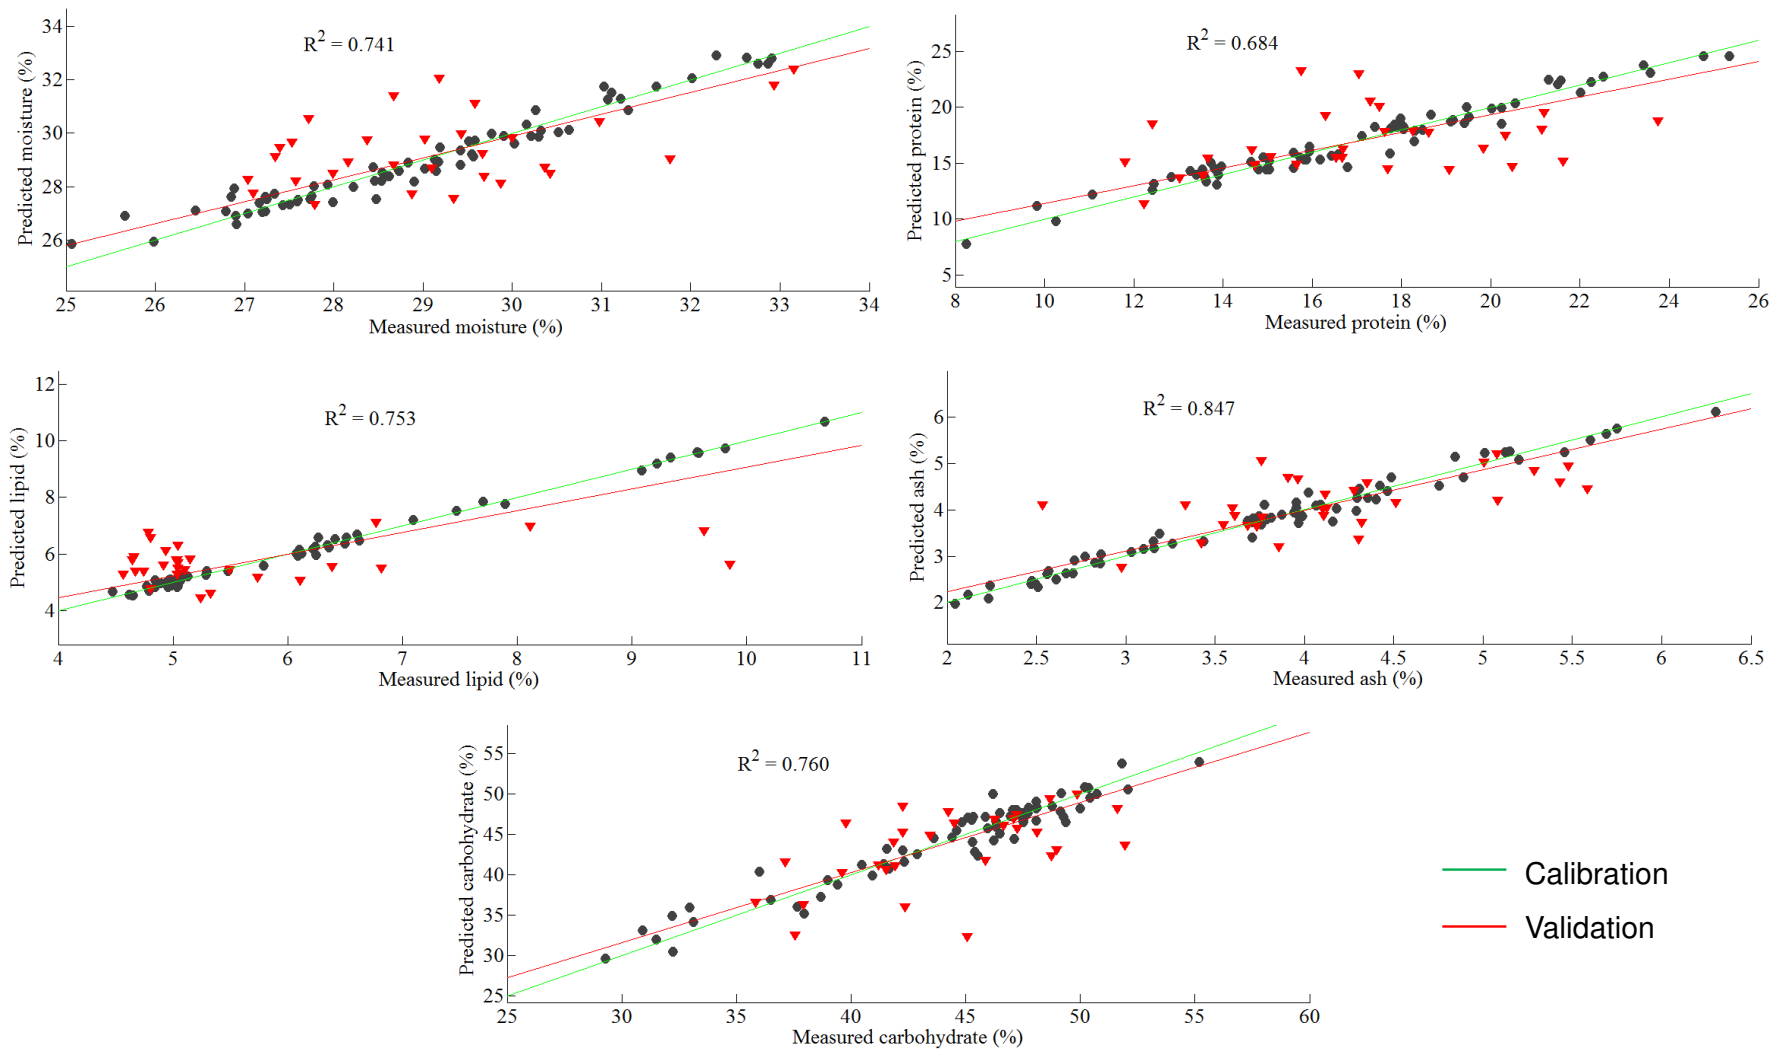 R2 = 0.741
Predicted moisture (%)
34
32
30
28
26
25 26 27 28 29 30 31 32 33 34
Measured moisture (%)
R2 = 0.684
Predicted protein (%)
25
20
15
10
5
8 10 12 14 16 18 20 22 24 26
Measured protein (%)
R2 = 0.753
Predicted lipid (%)
12
10
8
6
4
4 5 6 7 8 9 10 11
Measured lipid (%)
R2 = 0.847
Predicted ash (%)
6
5
4
3
2
2 2.5 3 3.5 4 4.5 5 5.5 6 6.5
Measured ash (%)
R2 = 0.760
Predicted carbohydrate (%)
55
50
45
40
35
30
25
25 30 35 40 45 50 55 60
Measured carbohydrate (%)
Calibration
Validation